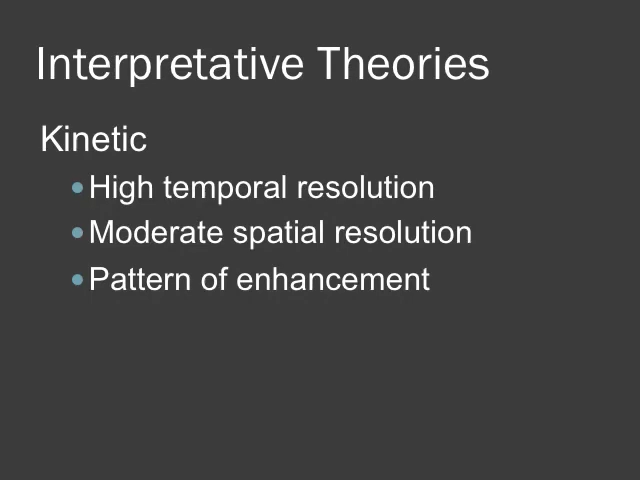 Interpretative Theories
Kinetic
•High temporal resolution
•Moderate spatial resolution
•Pattern of enhancement